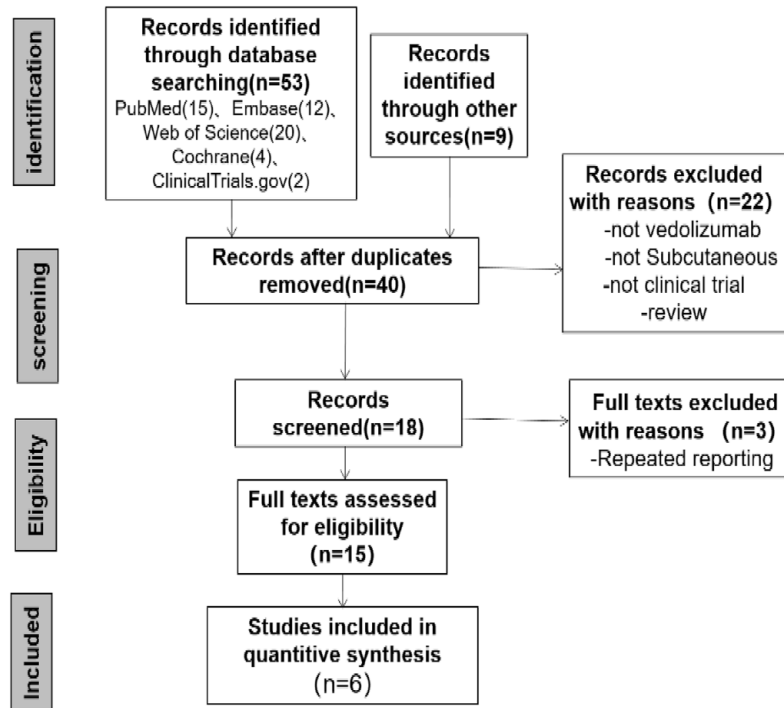 identification
Records identified
through database
searching(n=53)
PubMed(15)、Embase(12)、
Web of Science(20)、
Cochrane(4)、
ClinicalTrials.gov(2)
Records
identified
through other
sources(n=9)
Records excluded
with reasons (n=22)
-not vedolizumab
-not Subcutaneous
-not clinical trial
-review
screening
Records after duplicates
removed(n=40)
Records
screened(n=18)
Full texts excluded
with reasons (n=3)
-Repeated reporting
Eligibility
Full texts assessed
for eligibility
(n=15)
Included
Studies included in
quantitive synthesis
(n=6)